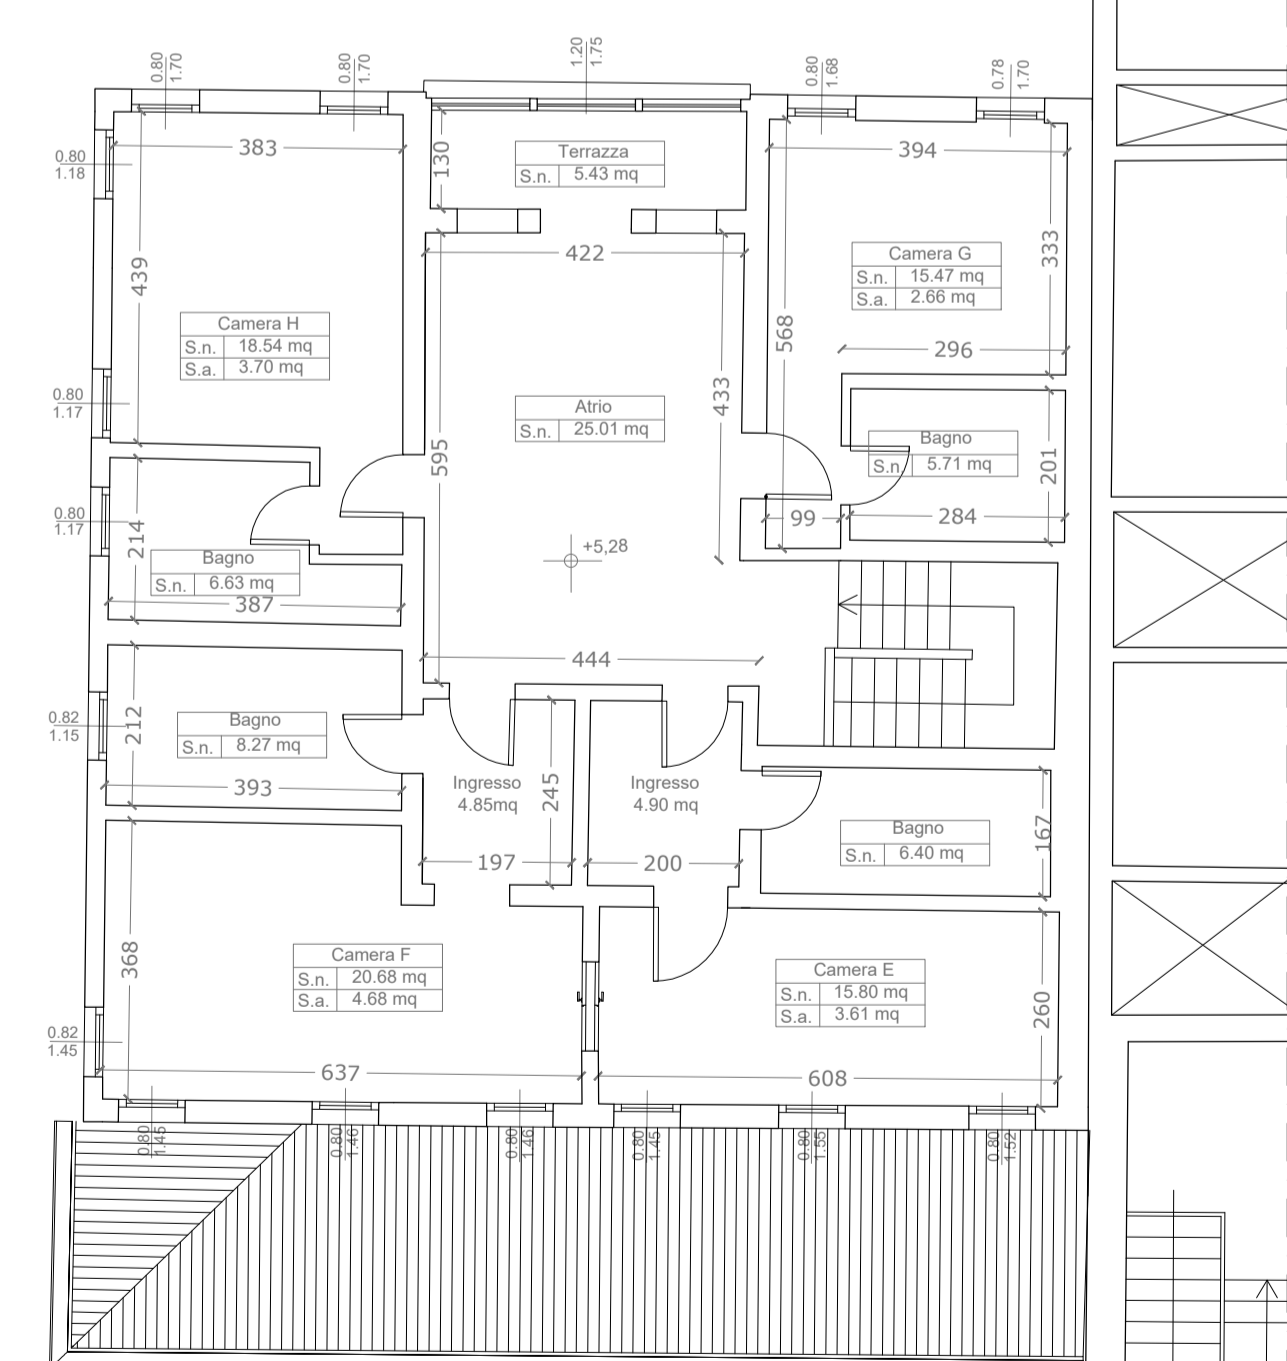 0.80
1.70
0.80
1.70
1.20
1.75
0.80
1.68
0.78
1.70
0.80
1.18
383
130
Terrazza
S.n. 5.43 mq
394
439
422
333
Camera G
S.n. 15.47 mq
S.a. 2.66 mq
Camera H
S.n. 18.54 mq
S.a. 3.70 mq
568
296
0.80
1.17
433
Atrio
S.n. 25.01 mq
595
Bagno
S.n. 5.71 mq
201
0.80
1.17
99
284
214
+5,28
Bagno
S.n. 6.63 mq
387
444
0.82
1.15
212
Bagno
S.n. 8.27 mq
393
Ingresso
4.85mq
245
Ingresso
4.90 mq
Bagno
S.n. 6.40 mq
167
197
200
368
Camera F
S.n. 20.68 mq
S.a. 4.68 mq
Camera E
S.n. 15.80 mq
S.a. 3.61 mq
260
0.82
1.45
637
608
0.80
1.45
0.80
1.46
0.80
1.46
0.80
1.45
0.80
1.55
0.80
1.52